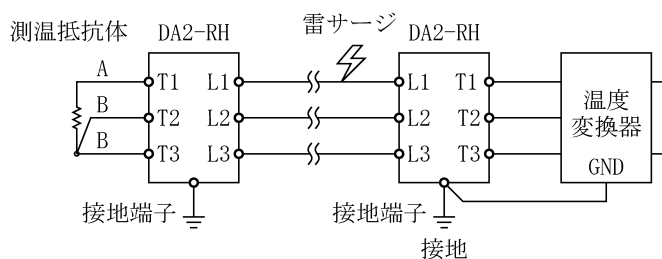 雷サージ
測温抵抗体 DA2-RH DA2-RH
A T1 L1 L1 T1
B T2 L2 L2 T2 温度
変換器
B T3 L3 L3 T3
GND
接地端子 接地端子
接地